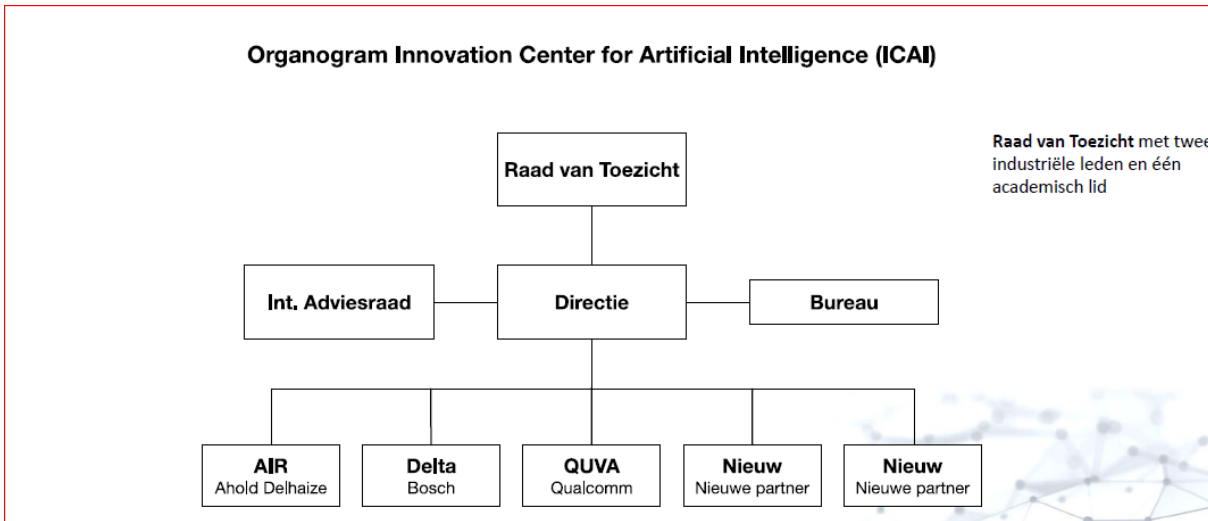 Organogram Innovation Center for Artificial Intelligence (ICAI)
Raad van Toezicht
Raad van Toezicht met twee
industriële leden en één
academisch lid
Int. Adviesraad
Directie
Bureau
AIR
Ahold Delhaize
Delta
Bosch
QUVA
Qualcomm
Nieuw
Nieuwe partner
Nieuw
Nieuwe partner